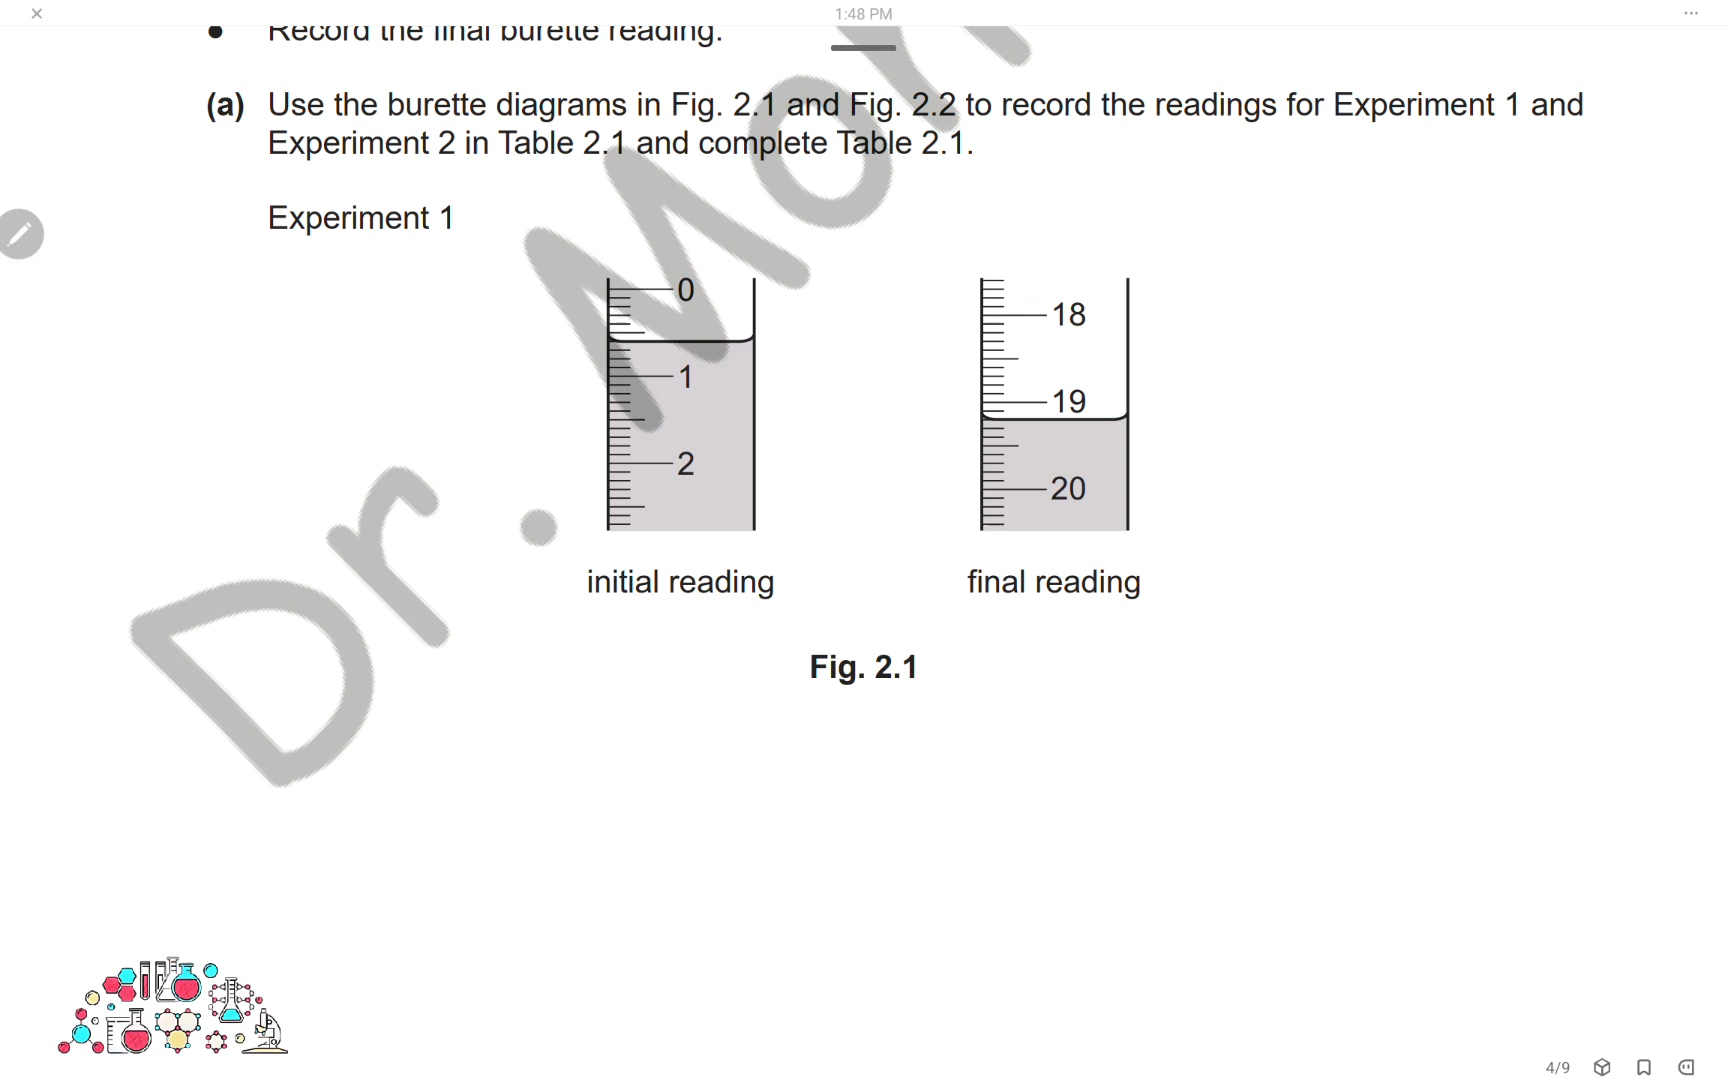 1:48 PM
Record the final burette reading.
(a) Use the burette diagrams in Fig. 2.1 and Fig. 2.2 to record the readings for Experiment 1 and
Experiment 2 in Table 2.1 and complete Table 2.1.
Experiment 1
0
1
2
18
19
20
initial reading
final reading
Fig. 2.1
Dr.
4/9